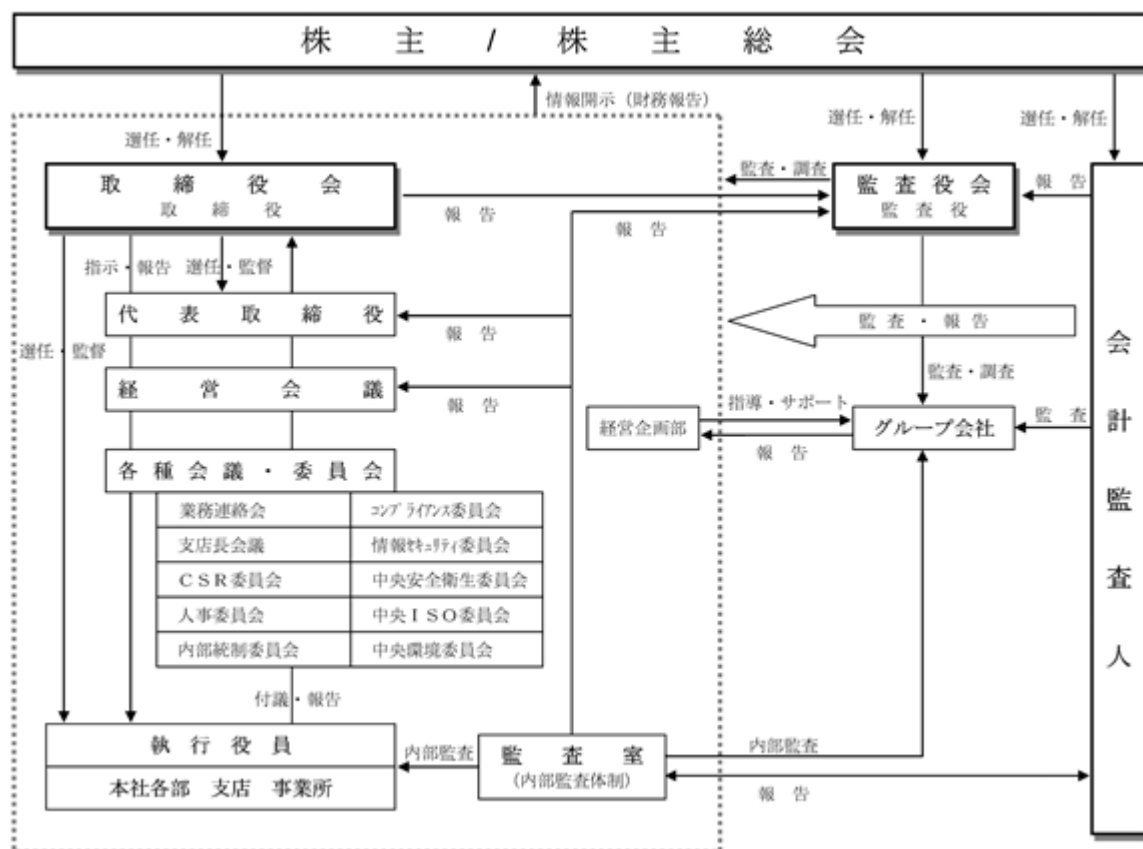 株主/株主総会
情報開示（財務報告）
選任・解任
選任・解任
選任・解任
取締役会
取締役
監査・調査
監査役会
監査役
報告
報告
報告
指示・報告
選任・監督
代表取締役
報告
監査・報告
会計監査人
選任・監督
経営会議
報告
監査・調査
指導・サポート
経営企画部
グループ会社
監査
報告
各種会議・委員会
業務連絡会
コンプライアンス委員会
支店長会議
情報セキュリティ委員会
ＣＳＲ委員会
中央安全衛生委員会
人事委員会
中央ＩＳＯ委員会
内部統制委員会
中央環境委員会
付議・報告
執行役員
内部監査
監査室
（内部監査体制）
内部監査
本社各部　支店　事業所
報告